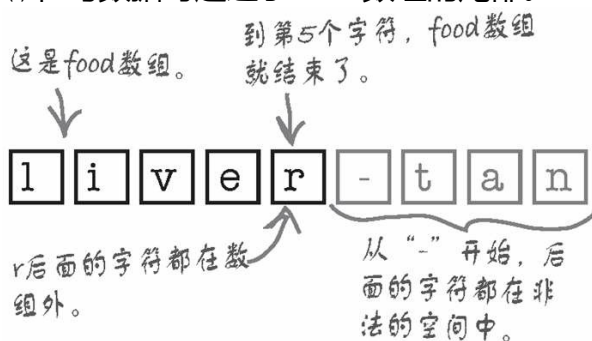 这是food数组。
到第5个字符，food数组
就结束了。
l i v e r - t a n
r后面的字符都在数
组外。
从“-”开始，后
面的字符都在非
法的空间中。